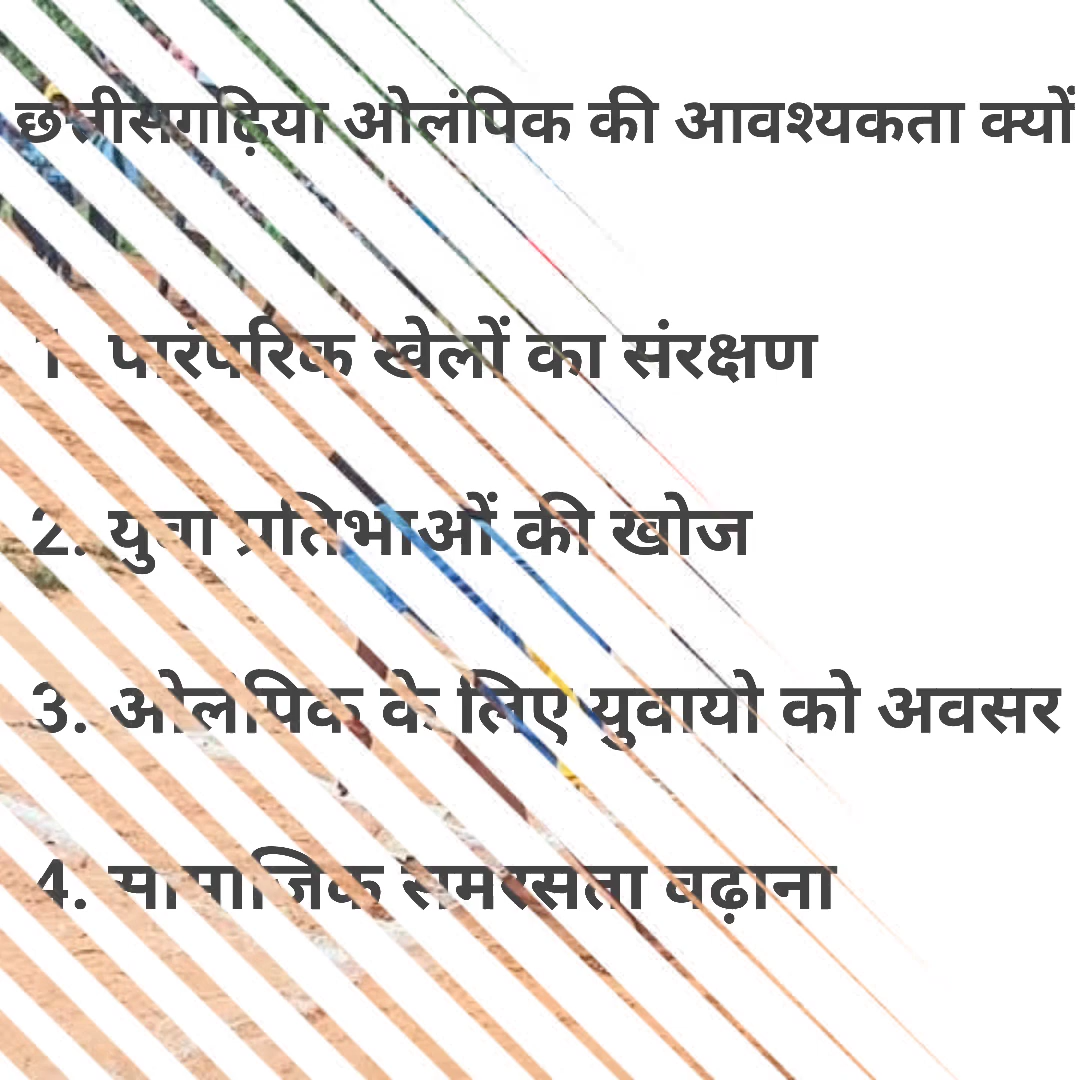 छत्तीसगढ़िया ओलंपिक की आवश्यकता क्यों
1. पारंपरिक खेलों का संरक्षण
2. युवा प्रतिभाओं की खोज
3. ओलंपिक के लिए युवायो को अवसर
4. सामाजिक समरसता बढ़ाना